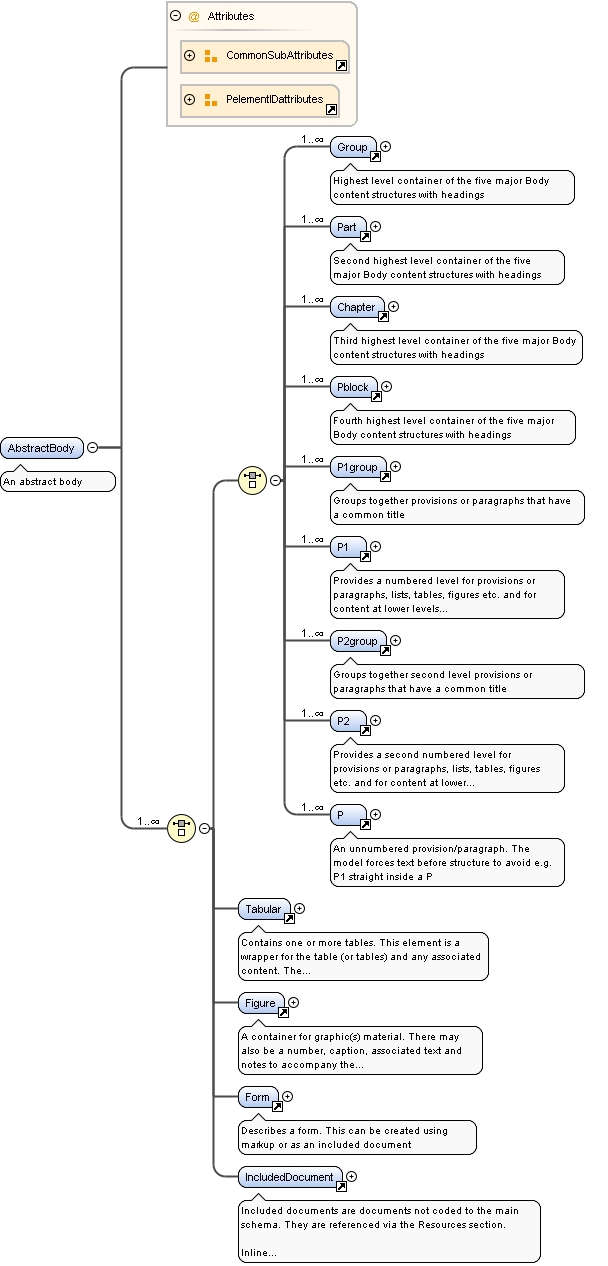 @ Attributes
CommonSubAttributes
PelementIDattributes
1..∞
Group
Highest level container of the five major Body
content structures with headings
1..∞
Part
Second highest level container of the five
major Body content structures with headings
1..∞
Chapter
Third highest level container of the five major Body
content structures with headings
1..∞
Pblock
Fourth highest level container of the five major
Body content structures with headings
AbstractBody
An abstract body
1..∞
P1group
Groups together provisions or paragraphs that have
a common title
1..∞
P1
Provides a numbered level for provisions or
paragraphs, lists, tables, figures etc. and for
content at lower levels...
1..∞
P2group
Groups together second level provisions or
paragraphs that have a common title
1..∞
P2
Provides a second numbered level for
provisions or paragraphs, lists, tables, figures
etc. and for content at lower...
1..∞
P
An unnumbered provision/paragraph. The
model forces text before structure to avoid e.g.
P1 straight inside a P
1..∞
Tabular
Contains one or more tables. This element is a
wrapper for the table (or tables) and any associated
content. The...
Figure
A container for graphic(s) material. There may
also be a number, caption, associated text and
notes to accompany the...
Form
Describes a form. This can be created using
markup or as an included document
IncludedDocument
Included documents are documents not coded to the main
schema. They are referenced via the Resources section.
Inline...